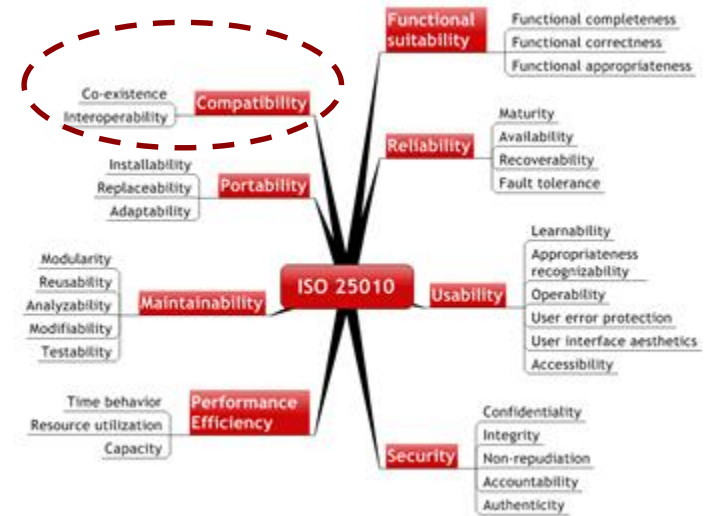 Functional
suitability
Functional completeness
Functional correctness
Functional appropriateness
Co-existence
Interoperability
Compatibility
Reliability
Maturity
Availability
Recoverability
Fault tolerance
Installability
Replaceability
Adaptability
Portability
ISO 25010
Usability
Learnability
Appropriateness
recognizability
Operability
User error protection
User interface aesthetics
Accessibility
Modularity
Reusability
Analyzability
Modifiability
Testability
Maintainability
Time behavior
Resource utilization
Capacity
Performance
Efficiency
Security
Confidentiality
Integrity
Non-repudiation
Accountability
Authenticity